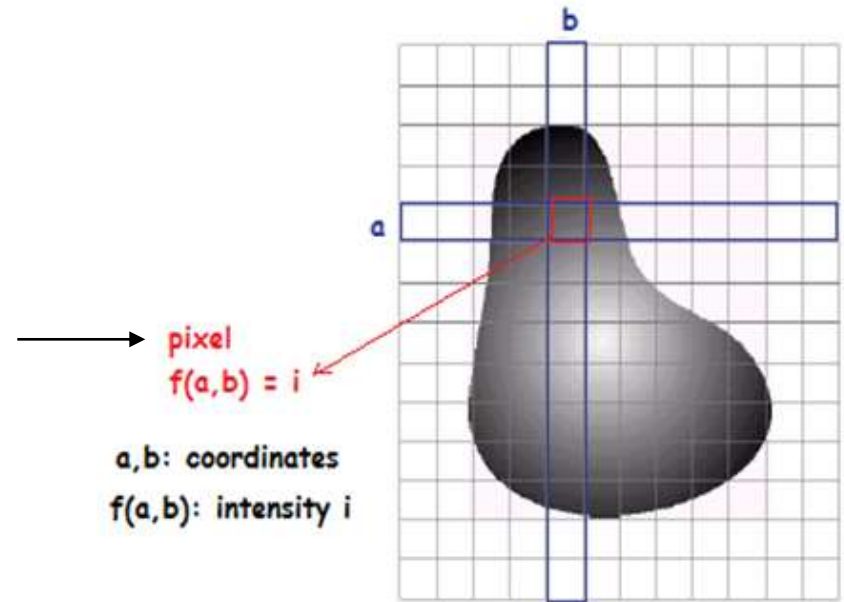 b
a
pixel
f(a,b) = i
a,b: coordinates
f(a,b): intensity i